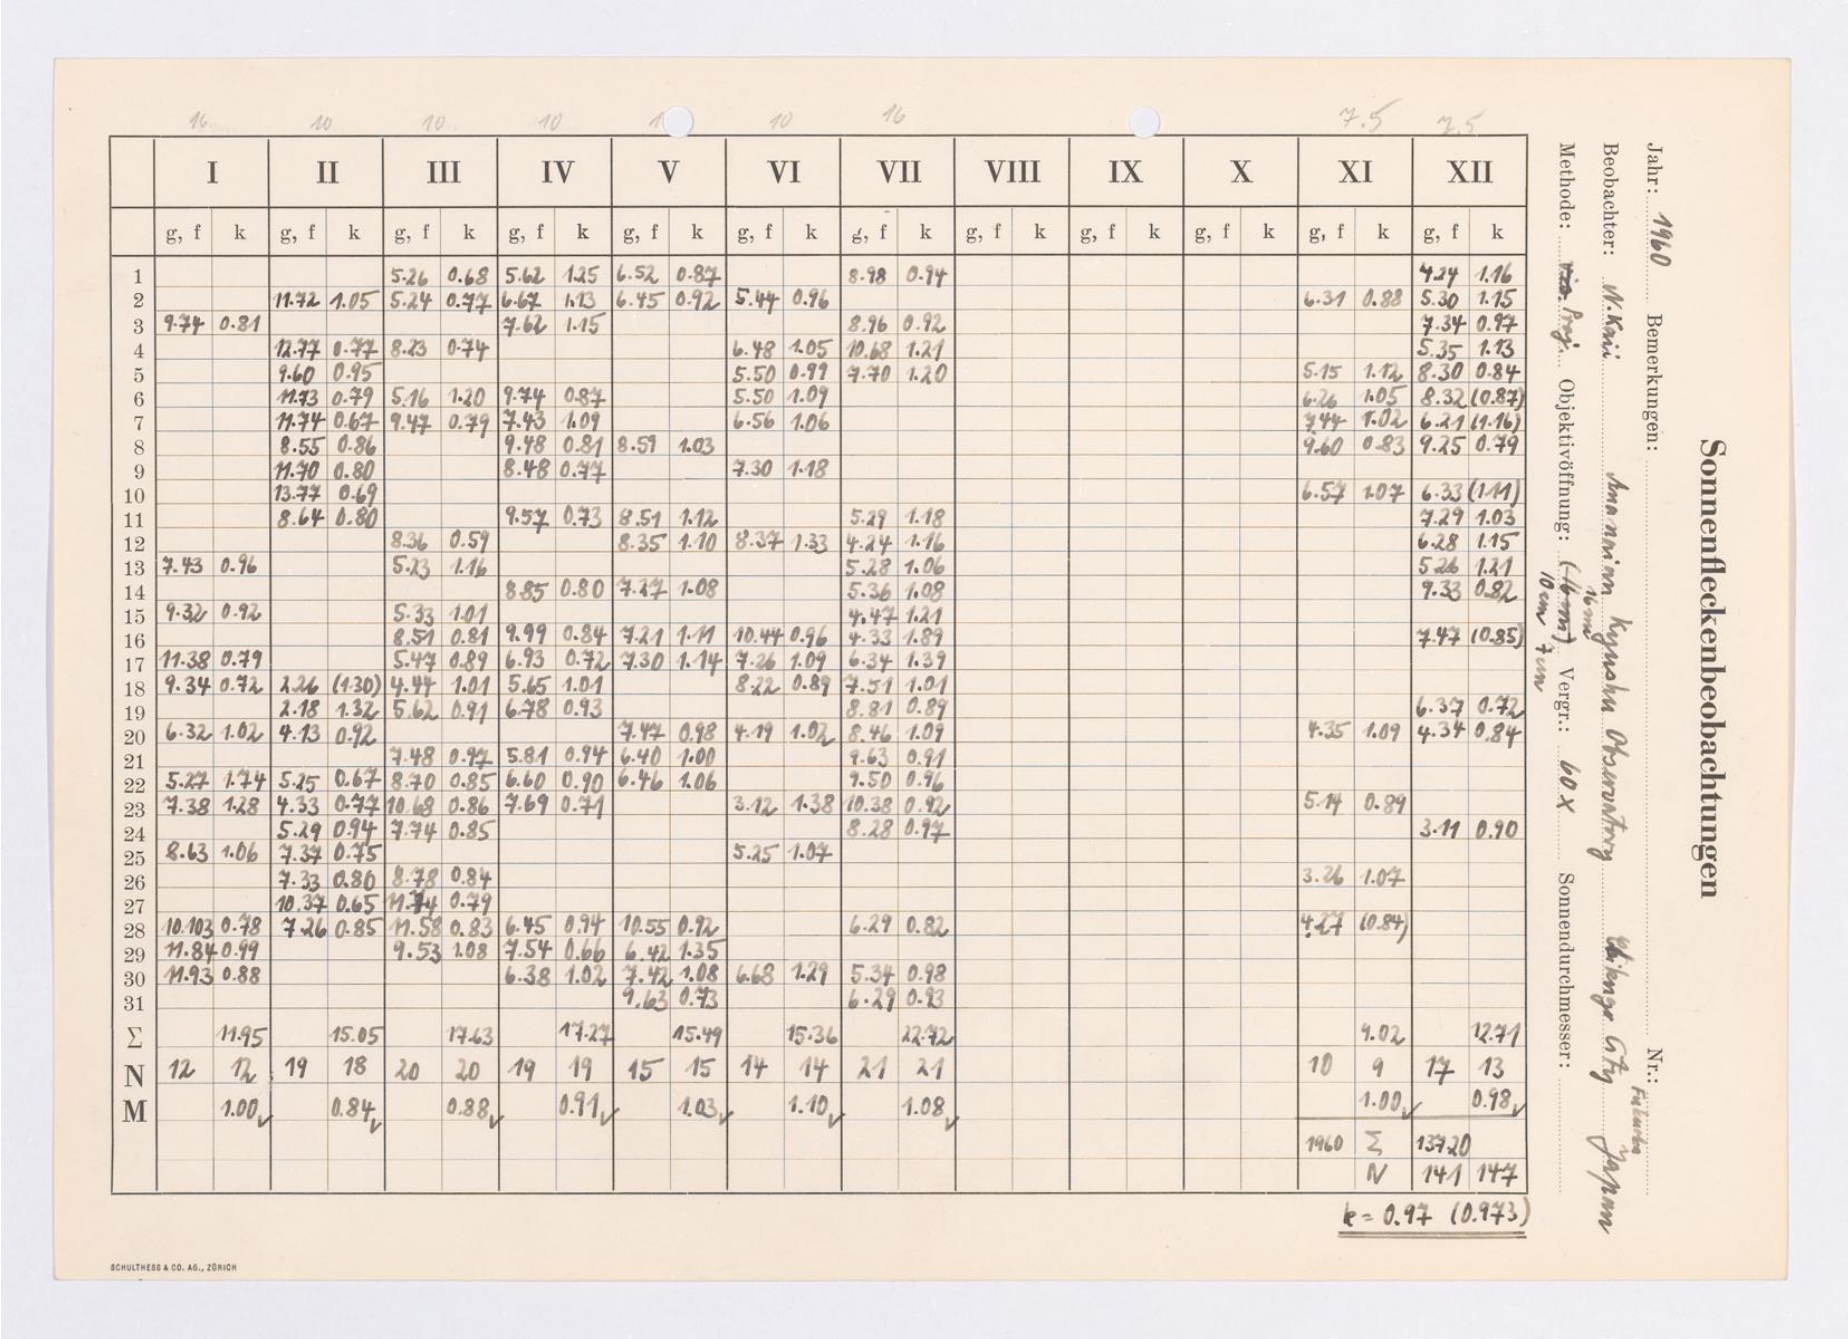 16 10 10 10 1 10 16 7.5 7.5
I II III IV V VI VII VIII IX X XI XII
g, f k g, f k g, f k g, f k g, f k g, f k g, f k g, f k g, f k g, f k g, f k g, f k
1 5.26 0.68 5.62 1.25 6.52 0.87 8.98 0.94 4.24 1.16
2 11.72 1.05 5.24 0.77 6.67 1.13 6.45 0.92 5.44 0.96 6.31 0.88 5.30 1.15
3 9.74 0.81 7.62 1.15 8.96 0.92 7.34 0.97
4 12.77 0.77 8.23 0.74 6.48 1.05 10.68 1.21 5.35 1.13
5 9.60 0.95 5.50 0.99 7.70 1.20 5.15 1.12 8.30 0.84
6 11.73 0.79 5.16 1.20 9.74 0.87 5.50 1.09 6.26 1.05 8.32 (0.87)
7 11.74 0.67 9.47 0.79 7.43 1.09 6.56 1.06 7.44 1.02 6.21 (1.16)
8 8.55 0.86 9.48 0.81 8.59 1.03 9.60 0.83 9.25 0.79
9 11.70 0.80 8.48 0.77 7.30 1.18
10 13.77 0.69 6.57 1.07 6.33 (1.11)
11 8.64 0.80 9.57 0.73 8.51 1.12 5.29 1.18 7.29 1.03
12 8.36 0.59 8.35 1.10 8.37 1.33 4.24 1.16 6.28 1.15
13 7.43 0.96 5.23 1.16 5.28 1.06 5.26 1.21
14 8.85 0.80 7.27 1.08 5.36 1.08 9.33 0.82
15 9.32 0.92 5.33 1.01 4.47 1.21
16 8.51 0.81 9.99 0.84 7.21 1.11 10.44 0.96 4.33 1.89 7.47 (0.85)
17 11.38 0.79 5.47 0.89 6.93 0.72 7.30 1.14 7.26 1.09 6.34 1.39
18 9.34 0.72 2.26 (1.30) 4.44 1.01 5.65 1.01 8.22 0.89 7.51 1.01
19 2.18 1.32 5.62 0.91 6.78 0.93 8.81 0.89 6.37 0.72
20 6.32 1.02 4.13 0.92 7.47 0.98 4.19 1.02 8.46 1.09 4.35 1.09 4.34 0.84
21 7.48 0.97 5.81 0.94 6.40 1.00 9.63 0.91
22 5.27 1.74 5.25 0.67 8.70 0.85 6.60 0.90 6.46 1.06 9.50 0.96
23 7.38 1.28 4.33 0.77 10.68 0.86 7.69 0.71 3.12 1.38 10.38 0.92 5.14 0.89
24 5.29 0.94 7.74 0.85 8.28 0.97 3.11 0.90
25 8.63 1.06 7.37 0.75 5.25 1.07
26 7.33 0.80 8.78 0.84 3.26 1.07
27 10.37 0.65 11.74 0.79
28 10.103 0.78 7.26 0.85 11.58 0.83 6.45 0.94 10.55 0.92 6.29 0.82 4.27 (0.84)
29 11.84 0.99 9.53 1.08 7.54 0.66 6.42 1.35
30 11.93 0.88 6.38 1.02 7.42 1.08 6.68 1.29 5.34 0.98
31 9.63 0.73 6.29 0.93
Σ 11.95 15.05 17.63 17.27 15.49 15.36 22.72 9.02 12.71
N 12 12 19 18 20 20 19 19 15 15 14 14 21 21 10 9 17 13
M 1.00 0.84 0.88 0.91 1.03 1.10 1.08 1.00 0.98
1960 Σ 137.20
N 141 147
k = 0.97 (0.973)
SCHULTHESS & CO. AG., ZÜRICH
Sonnenfleckenbeobachtungen
Jahr: 1960 Bemerkungen: Nr.:
Fukuoka
Beobachter: N. Kaii Kyushu Observatory City Japan
16 cm
Methode: Proj. Objektivöffnung: (16 cm) Vergr.: 60 X Sonnendurchmesser:
10 cm 7 cm